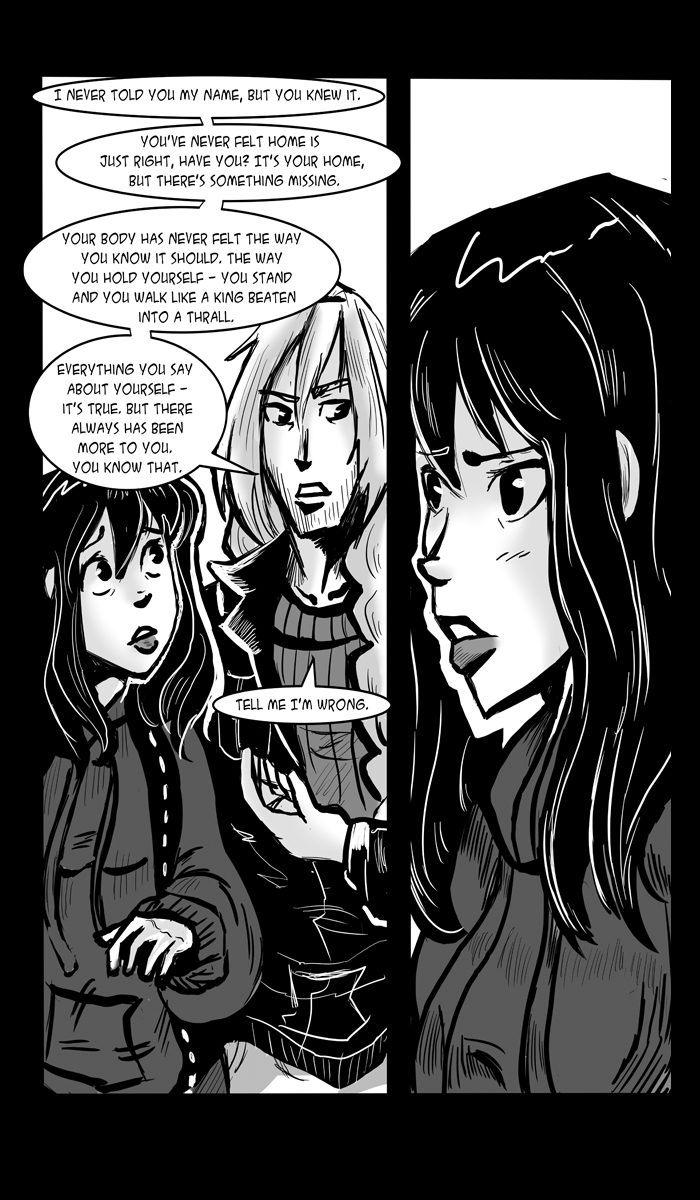 I NEVER TOLD YOU MY NAME, BUT YOU KNEW IT.
YOU'VE NEVER FELT HOME IS
JUST RIGHT, HAVE YOU? IT'S YOUR HOME,
BUT THERE'S SOMETHING MISSING.
YOUR BODY HAS NEVER FELT THE WAY
YOU KNOW IT SHOULD. THE WAY
YOU HOLD YOURSELF - YOU STAND
AND YOU WALK LIKE A KING BEATEN
INTO A THRALL.
EVERYTHING YOU SAY
ABOUT YOURSELF -
IT'S TRUE. BUT THERE
ALWAYS HAS BEEN
MORE TO YOU.
YOU KNOW THAT.
TELL ME I'M WRONG.